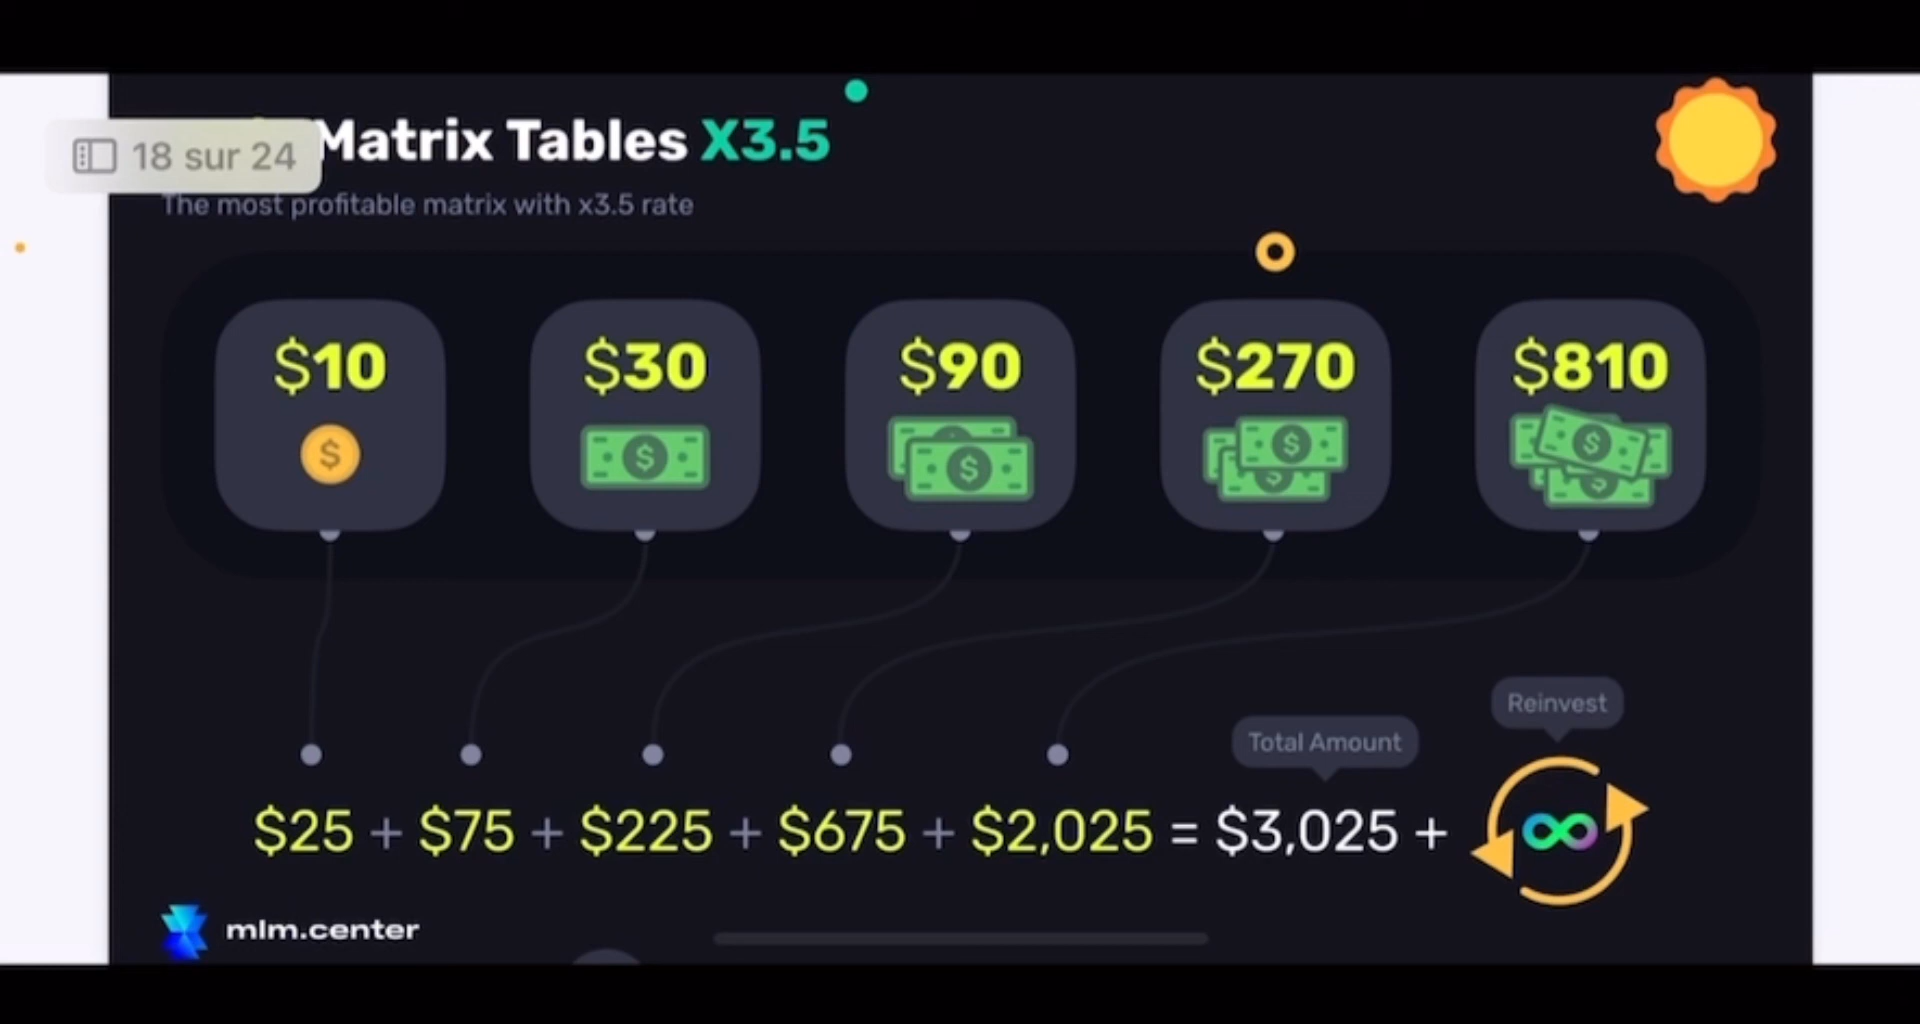 18 sur 24
Matrix Tables X3.5
The most profitable matrix with x3.5 rate
$10 $30 $90 $270 $810
Reinvest
Total Amount
$25 + $75 + $225 + $675 + $2,025 = $3,025 +
mlm.center